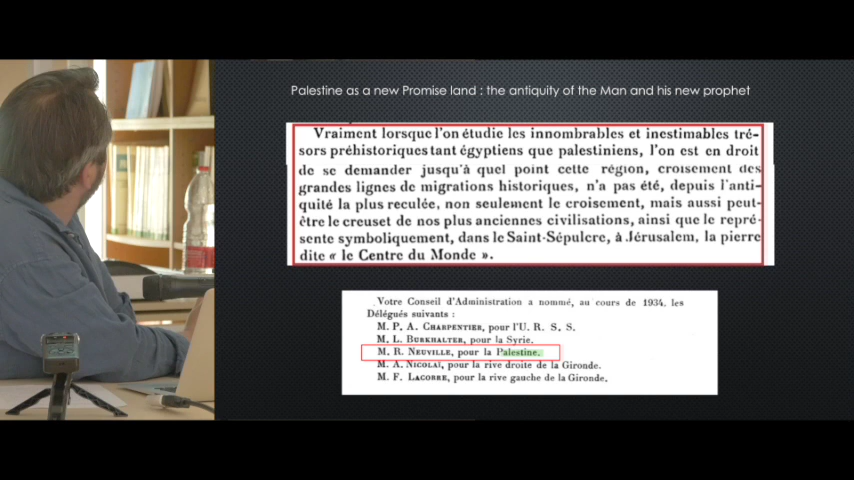 Palestine as a new Promise land : the antiquity of the Man and his new prophet
Vraiment lorsque l'on étudie les innombrables et inestimables tré-
sors préhistoriques tant égyptiens que palestiniens, l'on est en droit
de se demander jusqu'à quel point cette région, croisement des
grandes lignes de migrations historiques, n'a pas été, depuis l'anti-
quité la plus reculée, non seulement le croisement, mais aussi peut-
être le creuset de nos plus anciennes civilisations, ainsi que le repré-
sente symboliquement, dans le Saint-Sépulcre, à Jérusalem, la pierre
dite « le Centre du Monde ».
Votre Conseil d'Administration a nommé, au cours de 1934, les
Délégués suivants :
M. P. A. CHARPENTIER, pour l'U. R. S. S.
M. L. BURKHALTER, pour la Syrie.
M. R. NEUVILLE, pour la Palestine.
M. A. NICOLAÏ, pour la rive droite de la Gironde.
M. F. LACORRE, pour la rive gauche de la Gironde.